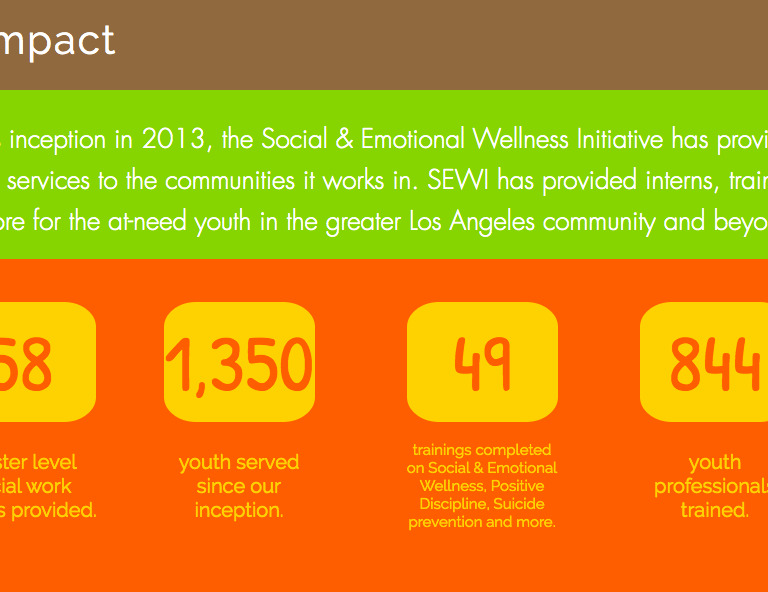 mpact
inception in 2013, the Social & Emotional Wellness Initiative has provi
services to the communities it works in. SEWI has provided interns, train
ore for the at-need youth in the greater Los Angeles community and beyo
58
1,350
49
844
ster level
cial work
s provided.
youth served
since our
inception.
trainings completed
on Social & Emotional
Wellness, Positive
Discipline, Suicide
prevention and more.
youth
professionals
trained.